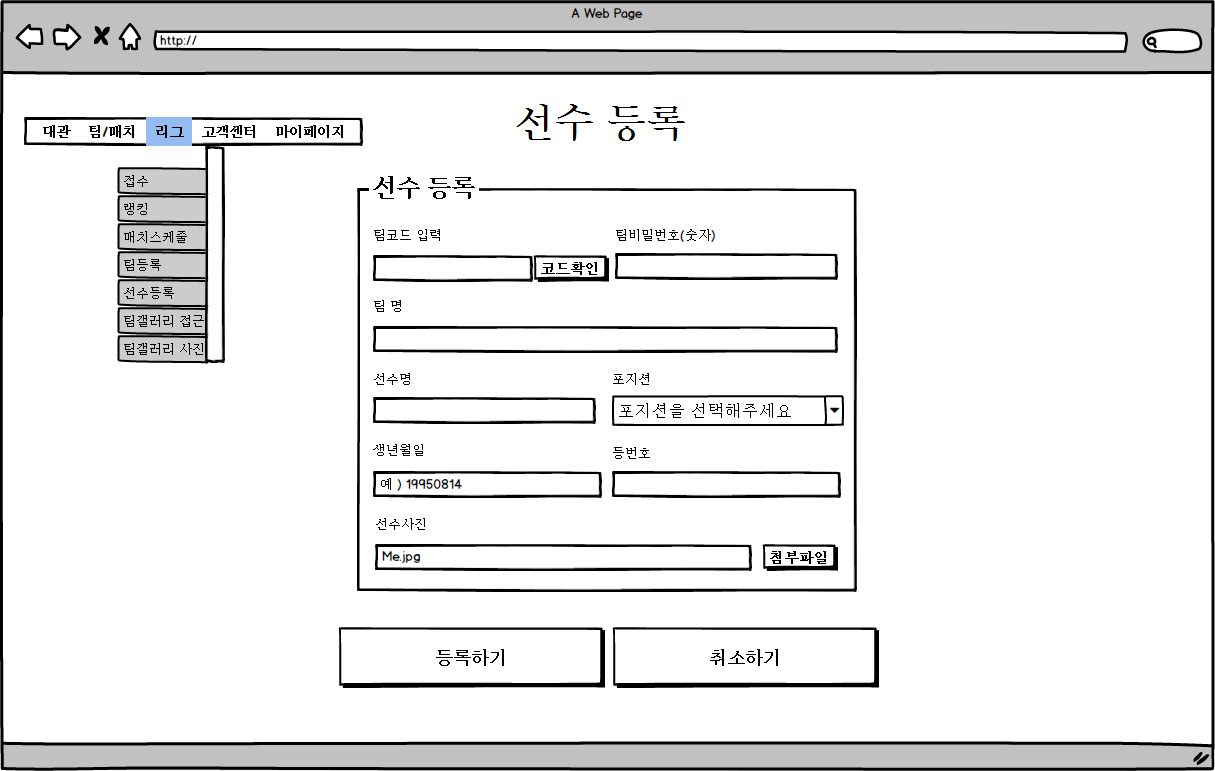 A Web Page
http://
선수 등록
대관 팀/매치 리그 고객센터 마이페이지
접수
랭킹
매치스케줄
팀등록
선수등록
팀갤러리 접근
팀갤러리 사진
선수 등록
팀코드 입력 팀비밀번호(숫자)
코드확인
팀 명
선수명 포지션
포지션을 선택해주세요
생년월일 등번호
예 ) 19950814
선수사진
Me.jpg 첨부파일
등록하기 취소하기